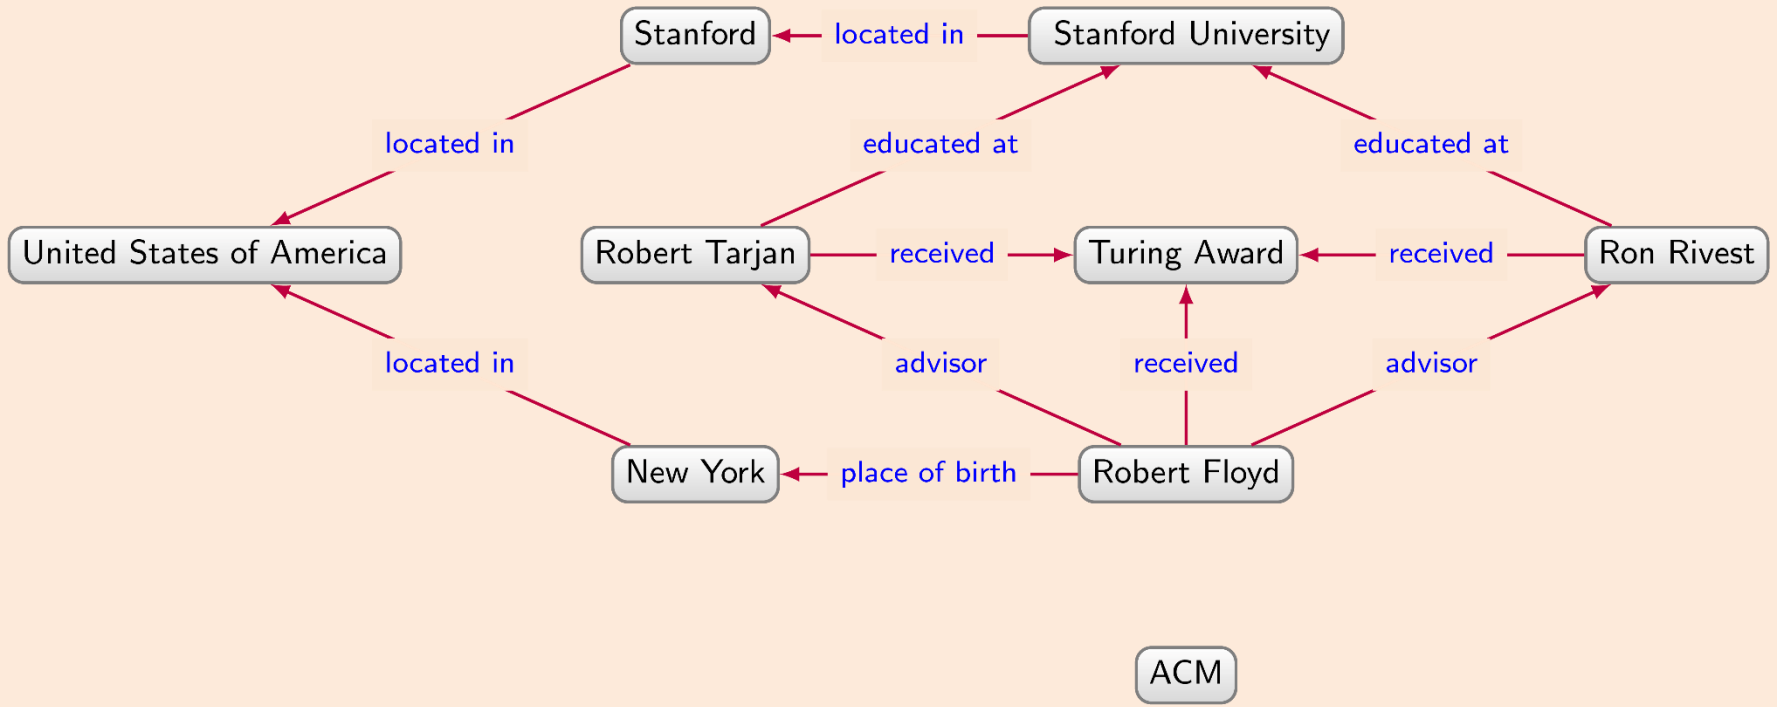 Stanford
located in
Stanford University
located in
educated at
educated at
United States of America
Robert Tarjan
received
Turing Award
received
Ron Rivest
located in
advisor
received
advisor
New York
place of birth
Robert Floyd
ACM